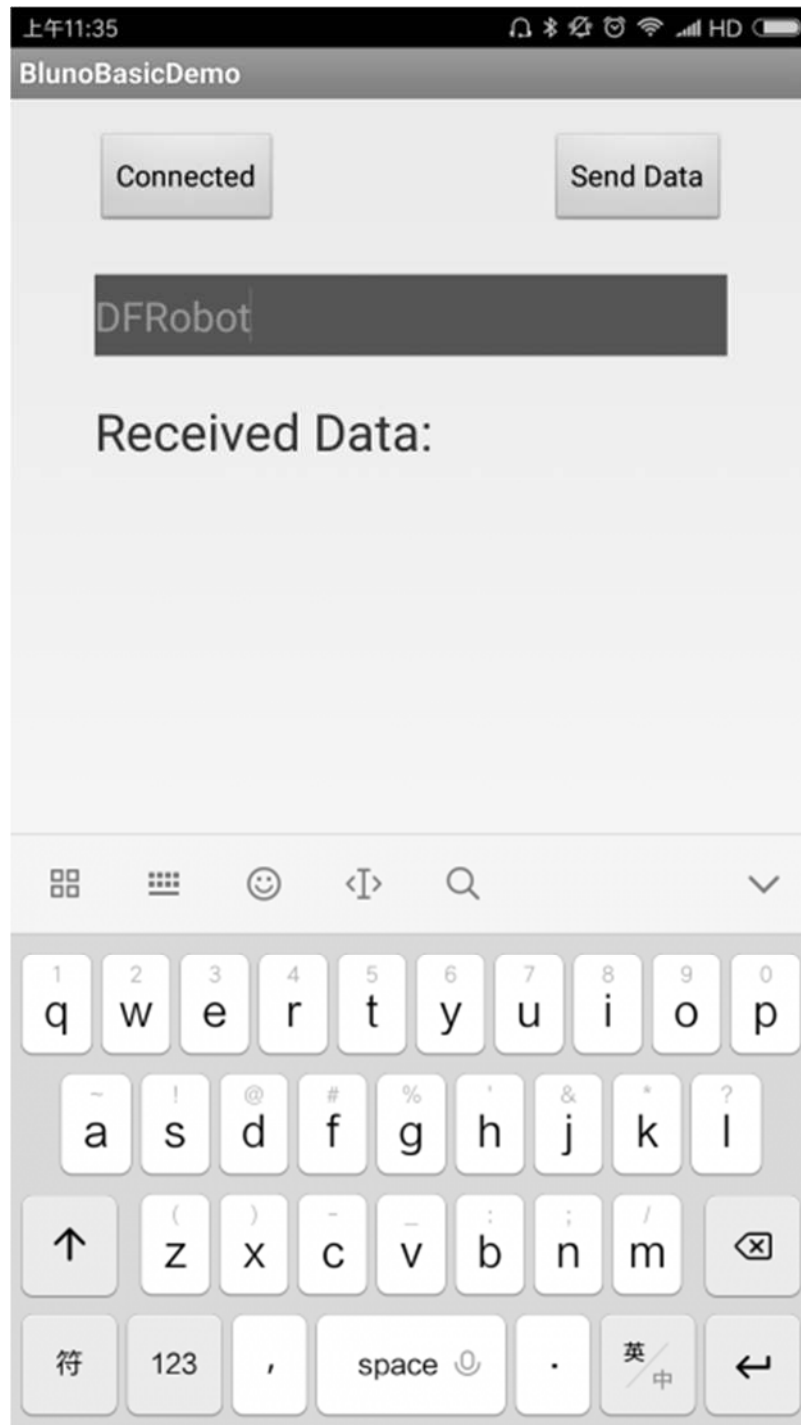 上午11:35 HD
BlunoBasicDemo
Connected Send Data
DFRobot
Received Data:
1 2 3 4 5 6 7 8 9 0
q w e r t y u i o p
~ ! @ # % ' & * ?
a s d f g h j k l
( ) - _ : ; /
z x c v b n m
符 123 , space . 英/中